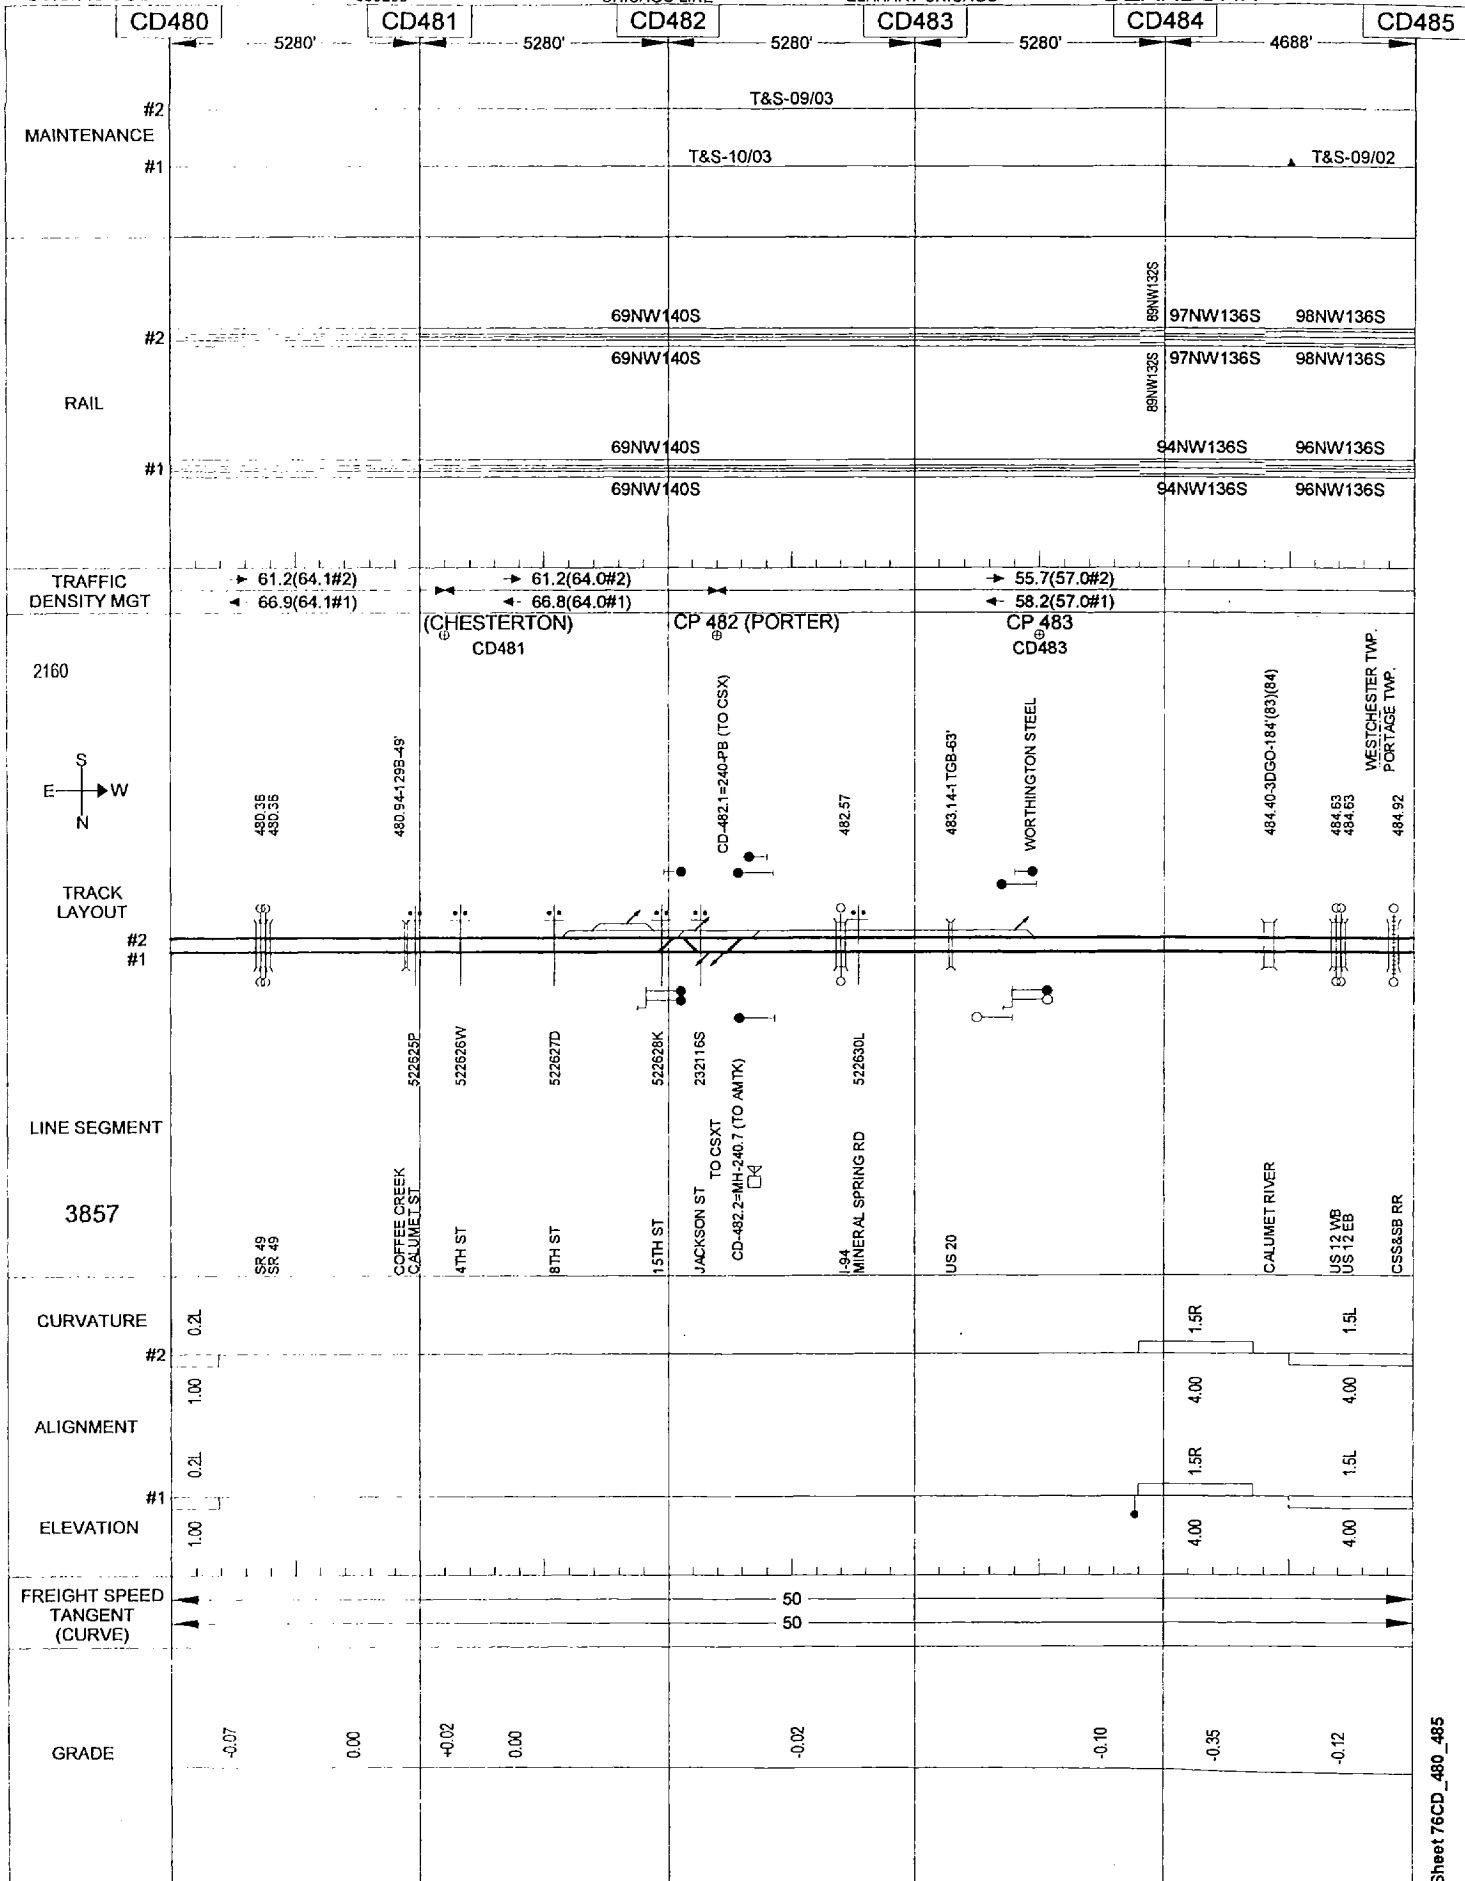 CD480 CD481 CD482 CD483 CD484 CD485
5280' 5280' 5280' 5280' 4688'
MAINTENANCE
#2 T&S-09/03
#1 T&S-10/03 T&S-09/02
RAIL
#2
69NW140S 89NW132S 97NW136S 98NW136S
69NW140S 89NW132S 97NW136S 98NW136S
#1
69NW140S 94NW136S 96NW136S
69NW140S 94NW136S 96NW136S
TRAFFIC
DENSITY MGT
61.2(64.1#2) 61.2(64.0#2) 55.7(57.0#2)
66.9(64.1#1) 66.8(64.0#1) 58.2(57.0#1)
(CHESTERTON) CP 482 (PORTER) CP 483
CD481 CD483
2160
S
E W
N
480.36
480.36
480.94-129B-49'
CD-482.1=240-PB (TO CSX)
482.57
483.14-1TGB-63'
WORTHINGTON STEEL
484.40-3DGO-184'(83)(84)
484.63
484.63
WESTCHESTER TWP.
PORTAGE TWP.
484.92
TRACK
LAYOUT
#2
#1
522625P
522626W
522627D
522628K
232116S
522630L
LINE SEGMENT
3857
SR 49
SR 49
COFFEE CREEK
CALUMET ST
4TH ST
8TH ST
15TH ST
JACKSON ST
TO CSXT
CD-482.2=MH-240.7 (TO AMTK)
I-94
MINERAL SPRING RD
US 20
CALUMET RIVER
US 12 WB
US 12 EB
CSS&SB RR
CURVATURE
#2
0.2L 1.5R 1.5L
1.00 4.00 4.00
ALIGNMENT
#1
0.2L 1.5R 1.5L
1.00 4.00 4.00
ELEVATION
FREIGHT SPEED
TANGENT
(CURVE)
50
50
GRADE
-0.07 0.00 +0.02 0.00 -0.02 -0.10 -0.35 -0.12
Sheet 76CD_480_485